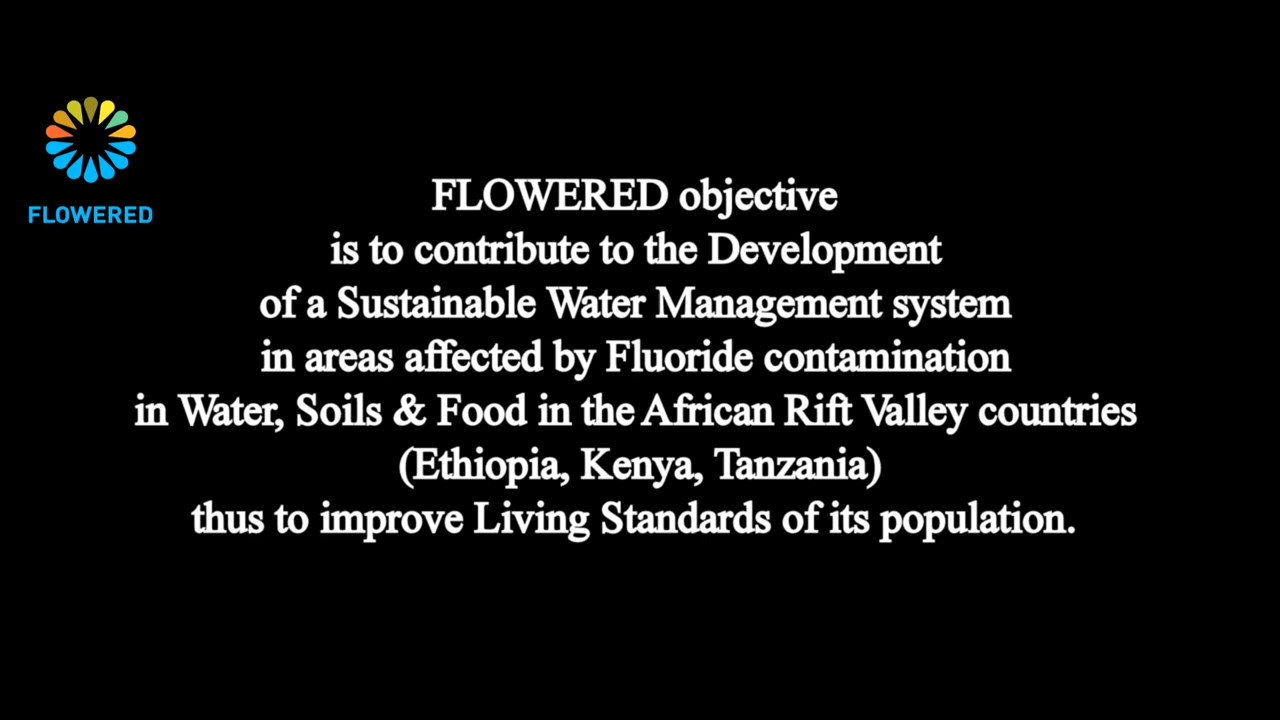 FLOWERED
FLOWERED objective
is to contribute to the Development
of a Sustainable Water Management system
in areas affected by Fluoride contamination
in Water, Soils & Food in the African Rift Valley countries
(Ethiopia, Kenya, Tanzania)
thus to improve Living Standards of its population.